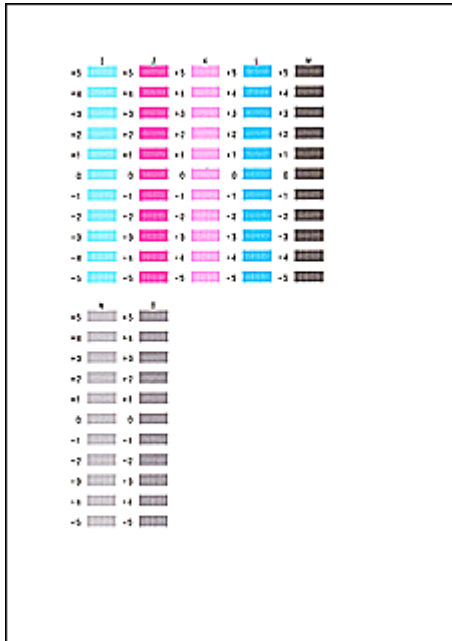 +5 +5 +5 +5 +5
+4 +4 +4 +4 +4
+3 +3 +3 +3 +3
+2 +2 +2 +2 +2
+1 +1 +1 +1 +1
0 0 0 0 0
-1 -1 -1 -1 -1
-2 -2 -2 -2 -2
-3 -3 -3 -3 -3
-4 -4 -4 -4 -4
-5 -5 -5 -5 -5
+5 +5
+4 +4
+3 +3
+2 +2
+1 +1
0 0
-1 -1
-2 -2
-3 -3
-4 -4
-5 -5